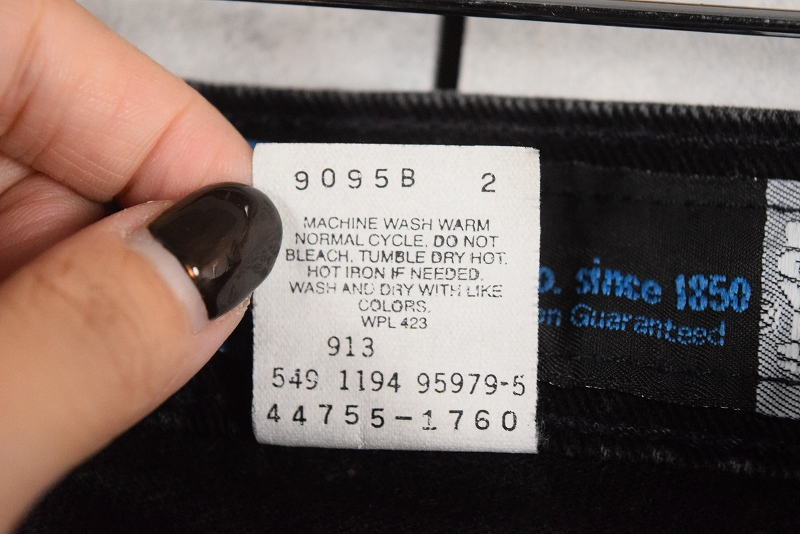 9095B 2
MACHINE WASH WARM
NORMAL CYCLE. DO NOT
BLEACH. TUMBLE DRY HOT.
HOT IRON IF NEEDED.
WASH AND DRY WITH LIKE
COLORS.
WPL 423
913
549 1194 95979-5
44755-1760
o. since 1850
en Guaranteed